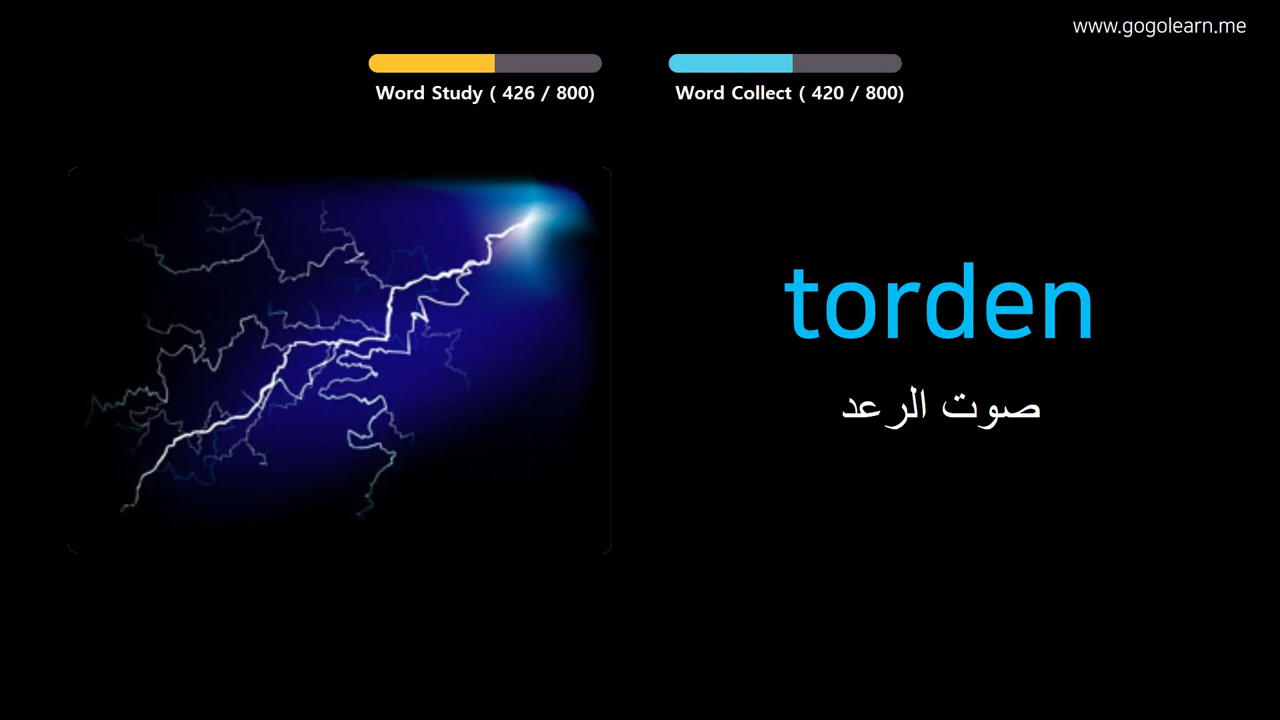 www.gogolearn.me
Word Study ( 426 / 800)
Word Collect ( 420 / 800)
torden
صوت الرعد